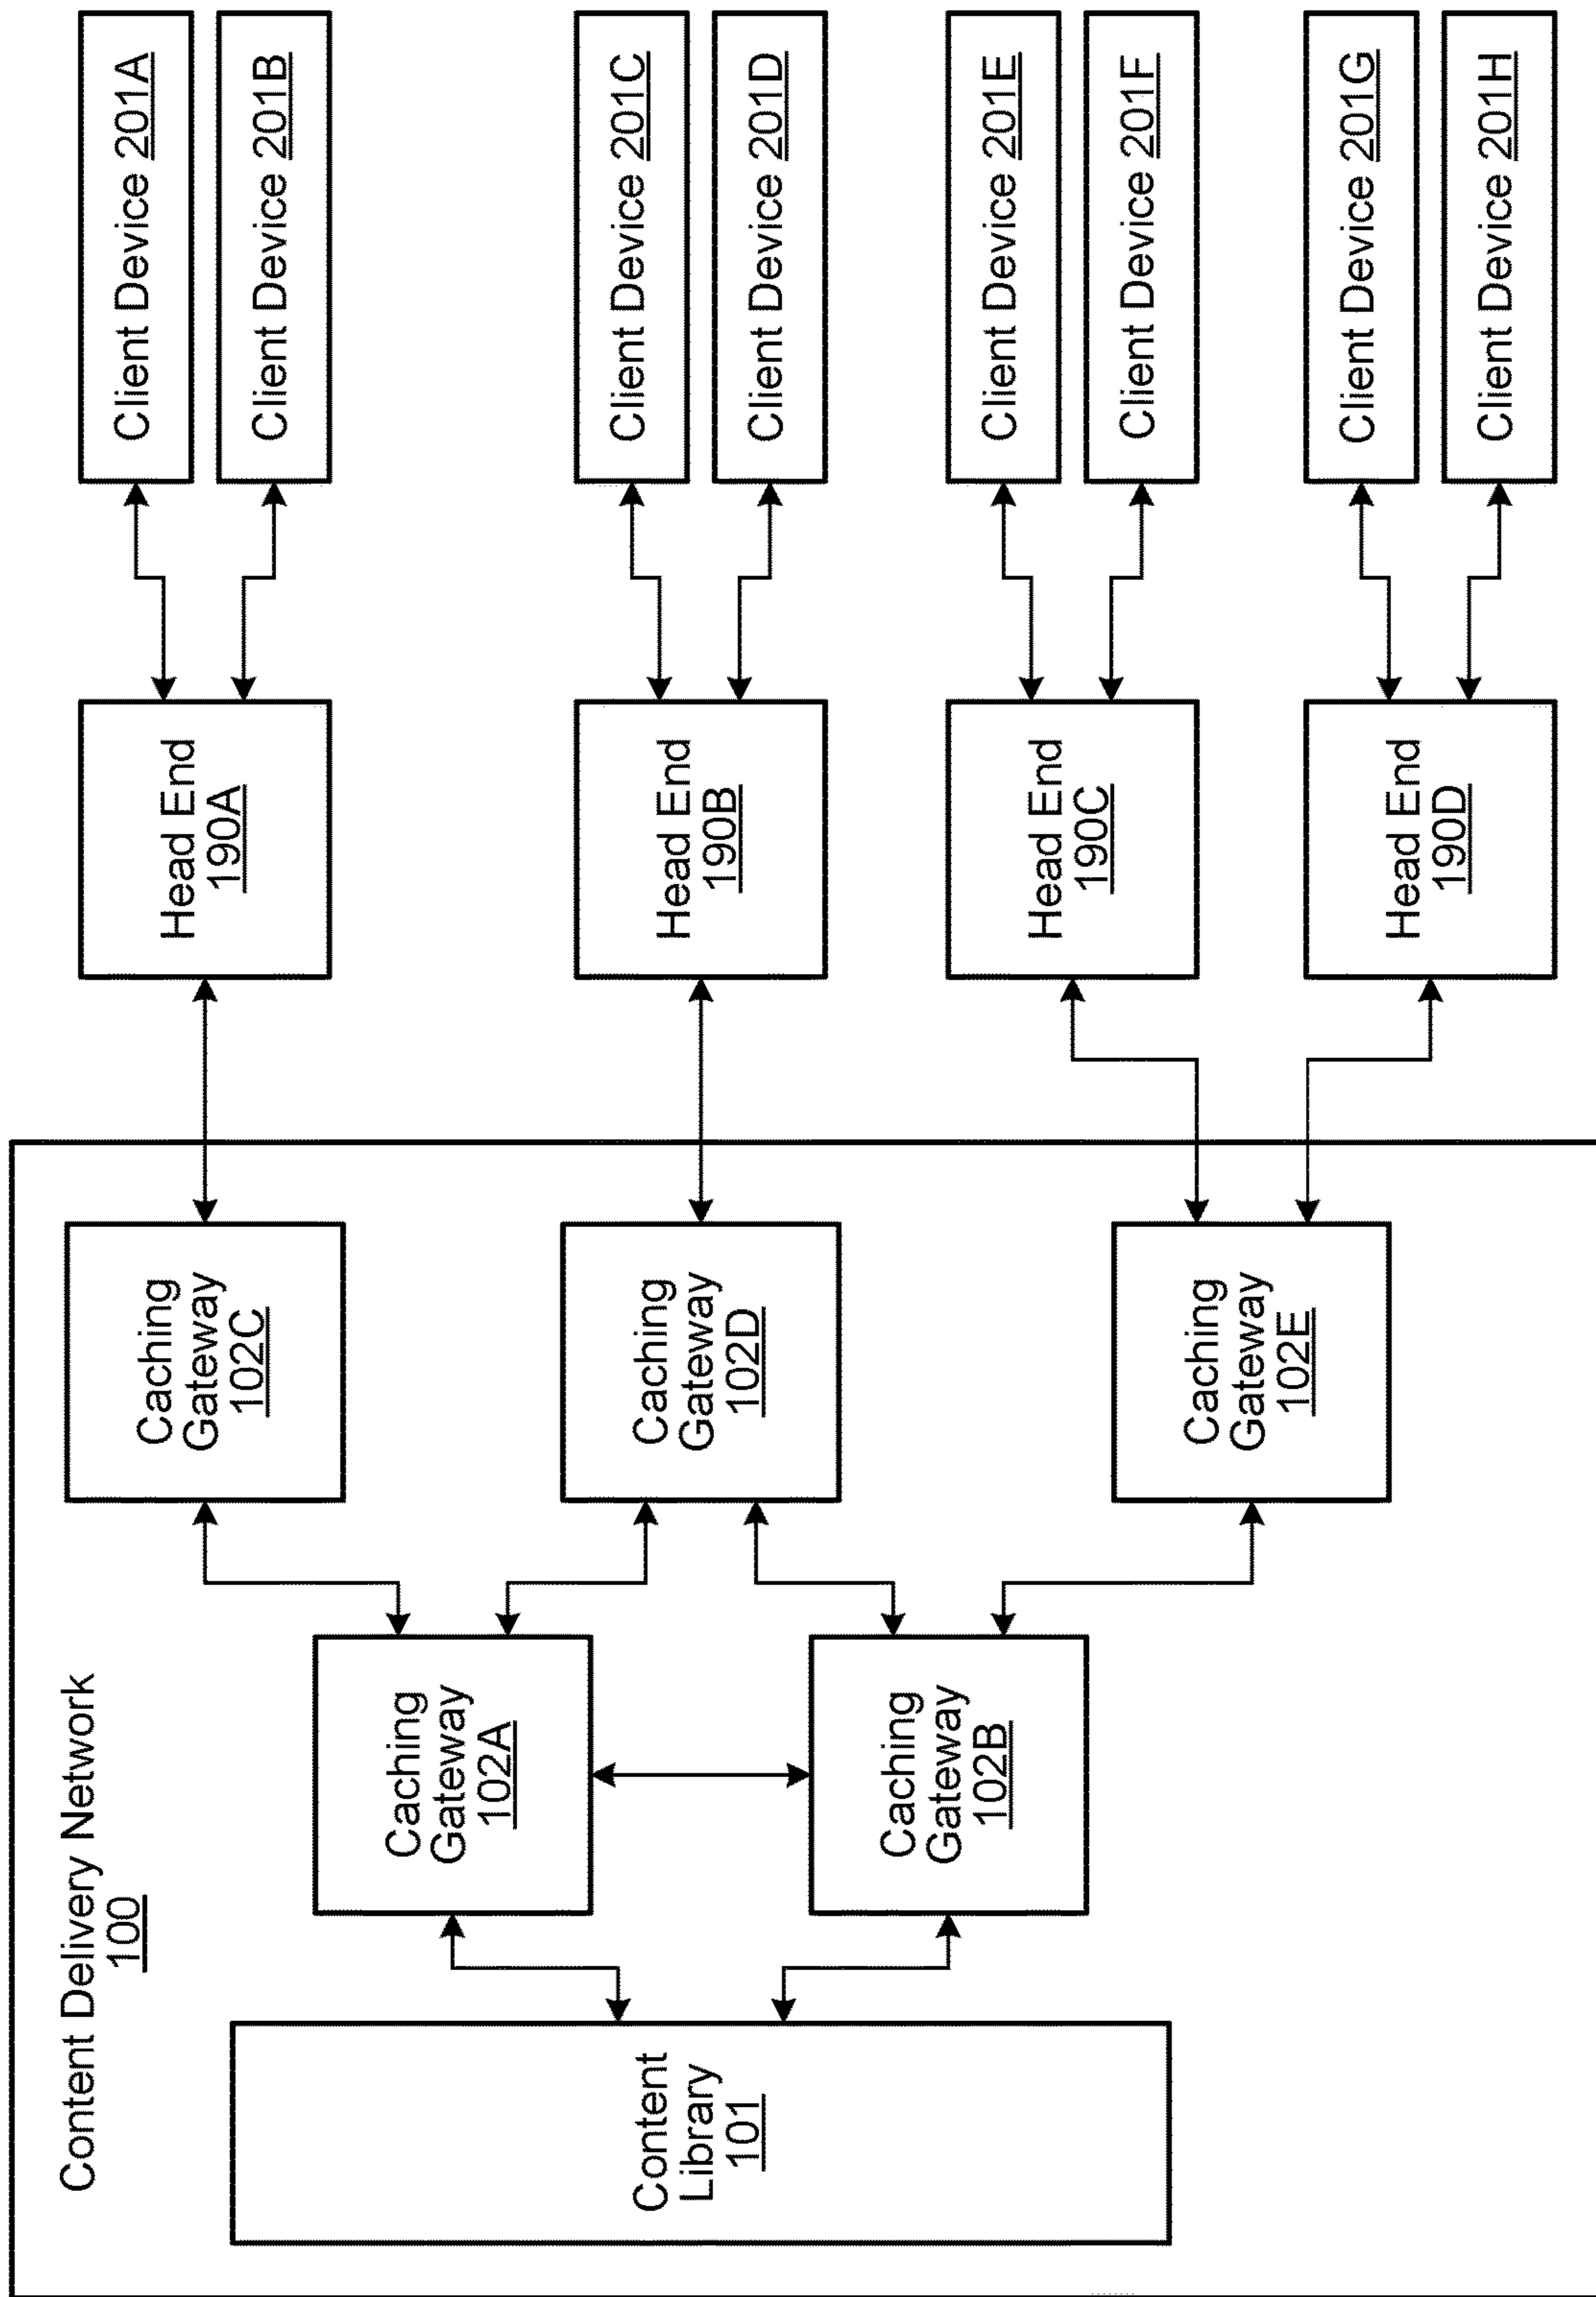 Content Delivery Network
100
Content
Library
101
Caching
Gateway
102A
Caching
Gateway
102B
Caching
Gateway
102C
Caching
Gateway
102D
Caching
Gateway
102E
Head End
190A
Head End
190B
Head End
190C
Head End
190D
Client Device 201A
Client Device 201B
Client Device 201C
Client Device 201D
Client Device 201E
Client Device 201F
Client Device 201G
Client Device 201H